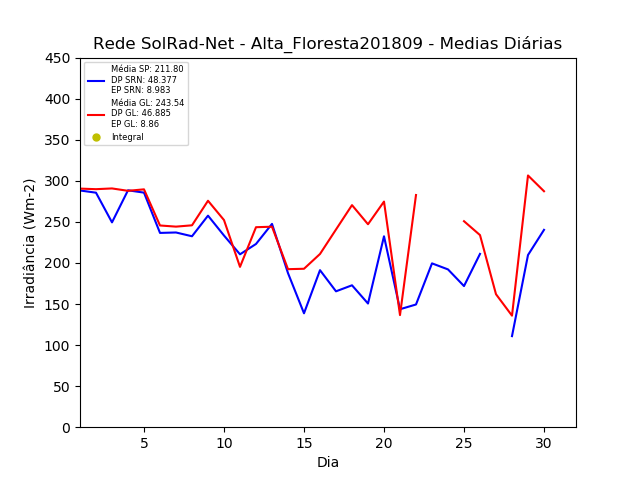 Rede SolRad-Net - Alta_Floresta201809 - Medias Diárias
Média SP: 211.80
DP SRN: 48.377
EP SRN: 8.983
Média GL: 243.54
DP GL: 46.885
EP GL: 8.86
Integral
Irradiância (Wm-2)
450
400
350
300
250
200
150
100
50
0
5 10 15 20 25 30
Dia